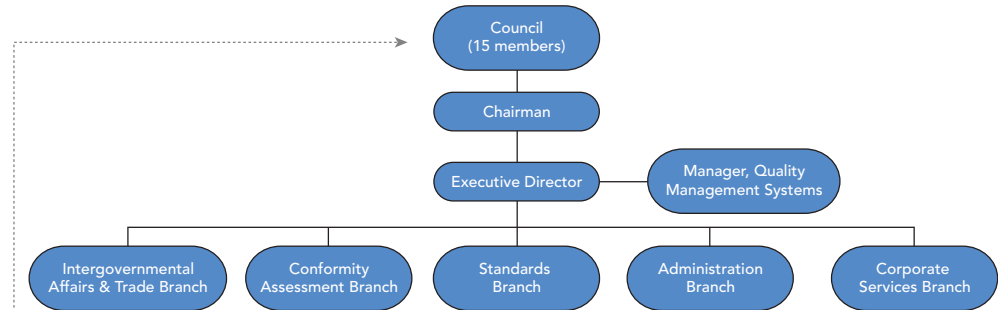 Council
(15 members)
Chairman
Executive Director
Manager, Quality
Management Systems
Intergovernmental
Affairs & Trade Branch
Conformity
Assessment Branch
Standards
Branch
Administration
Branch
Corporate
Services Branch